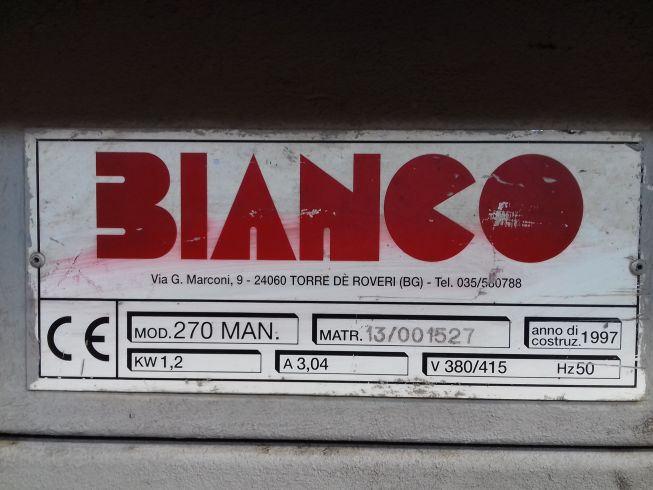 BIANCO
Via G. Marconi, 9 - 24060 TORRE DÈ ROVERI (BG) - Tel. 035/580788
CE MOD. 270 MAN. MATR. 13/001527 anno di costruz. 1997
KW 1,2 A 3,04 V 380/415 Hz 50